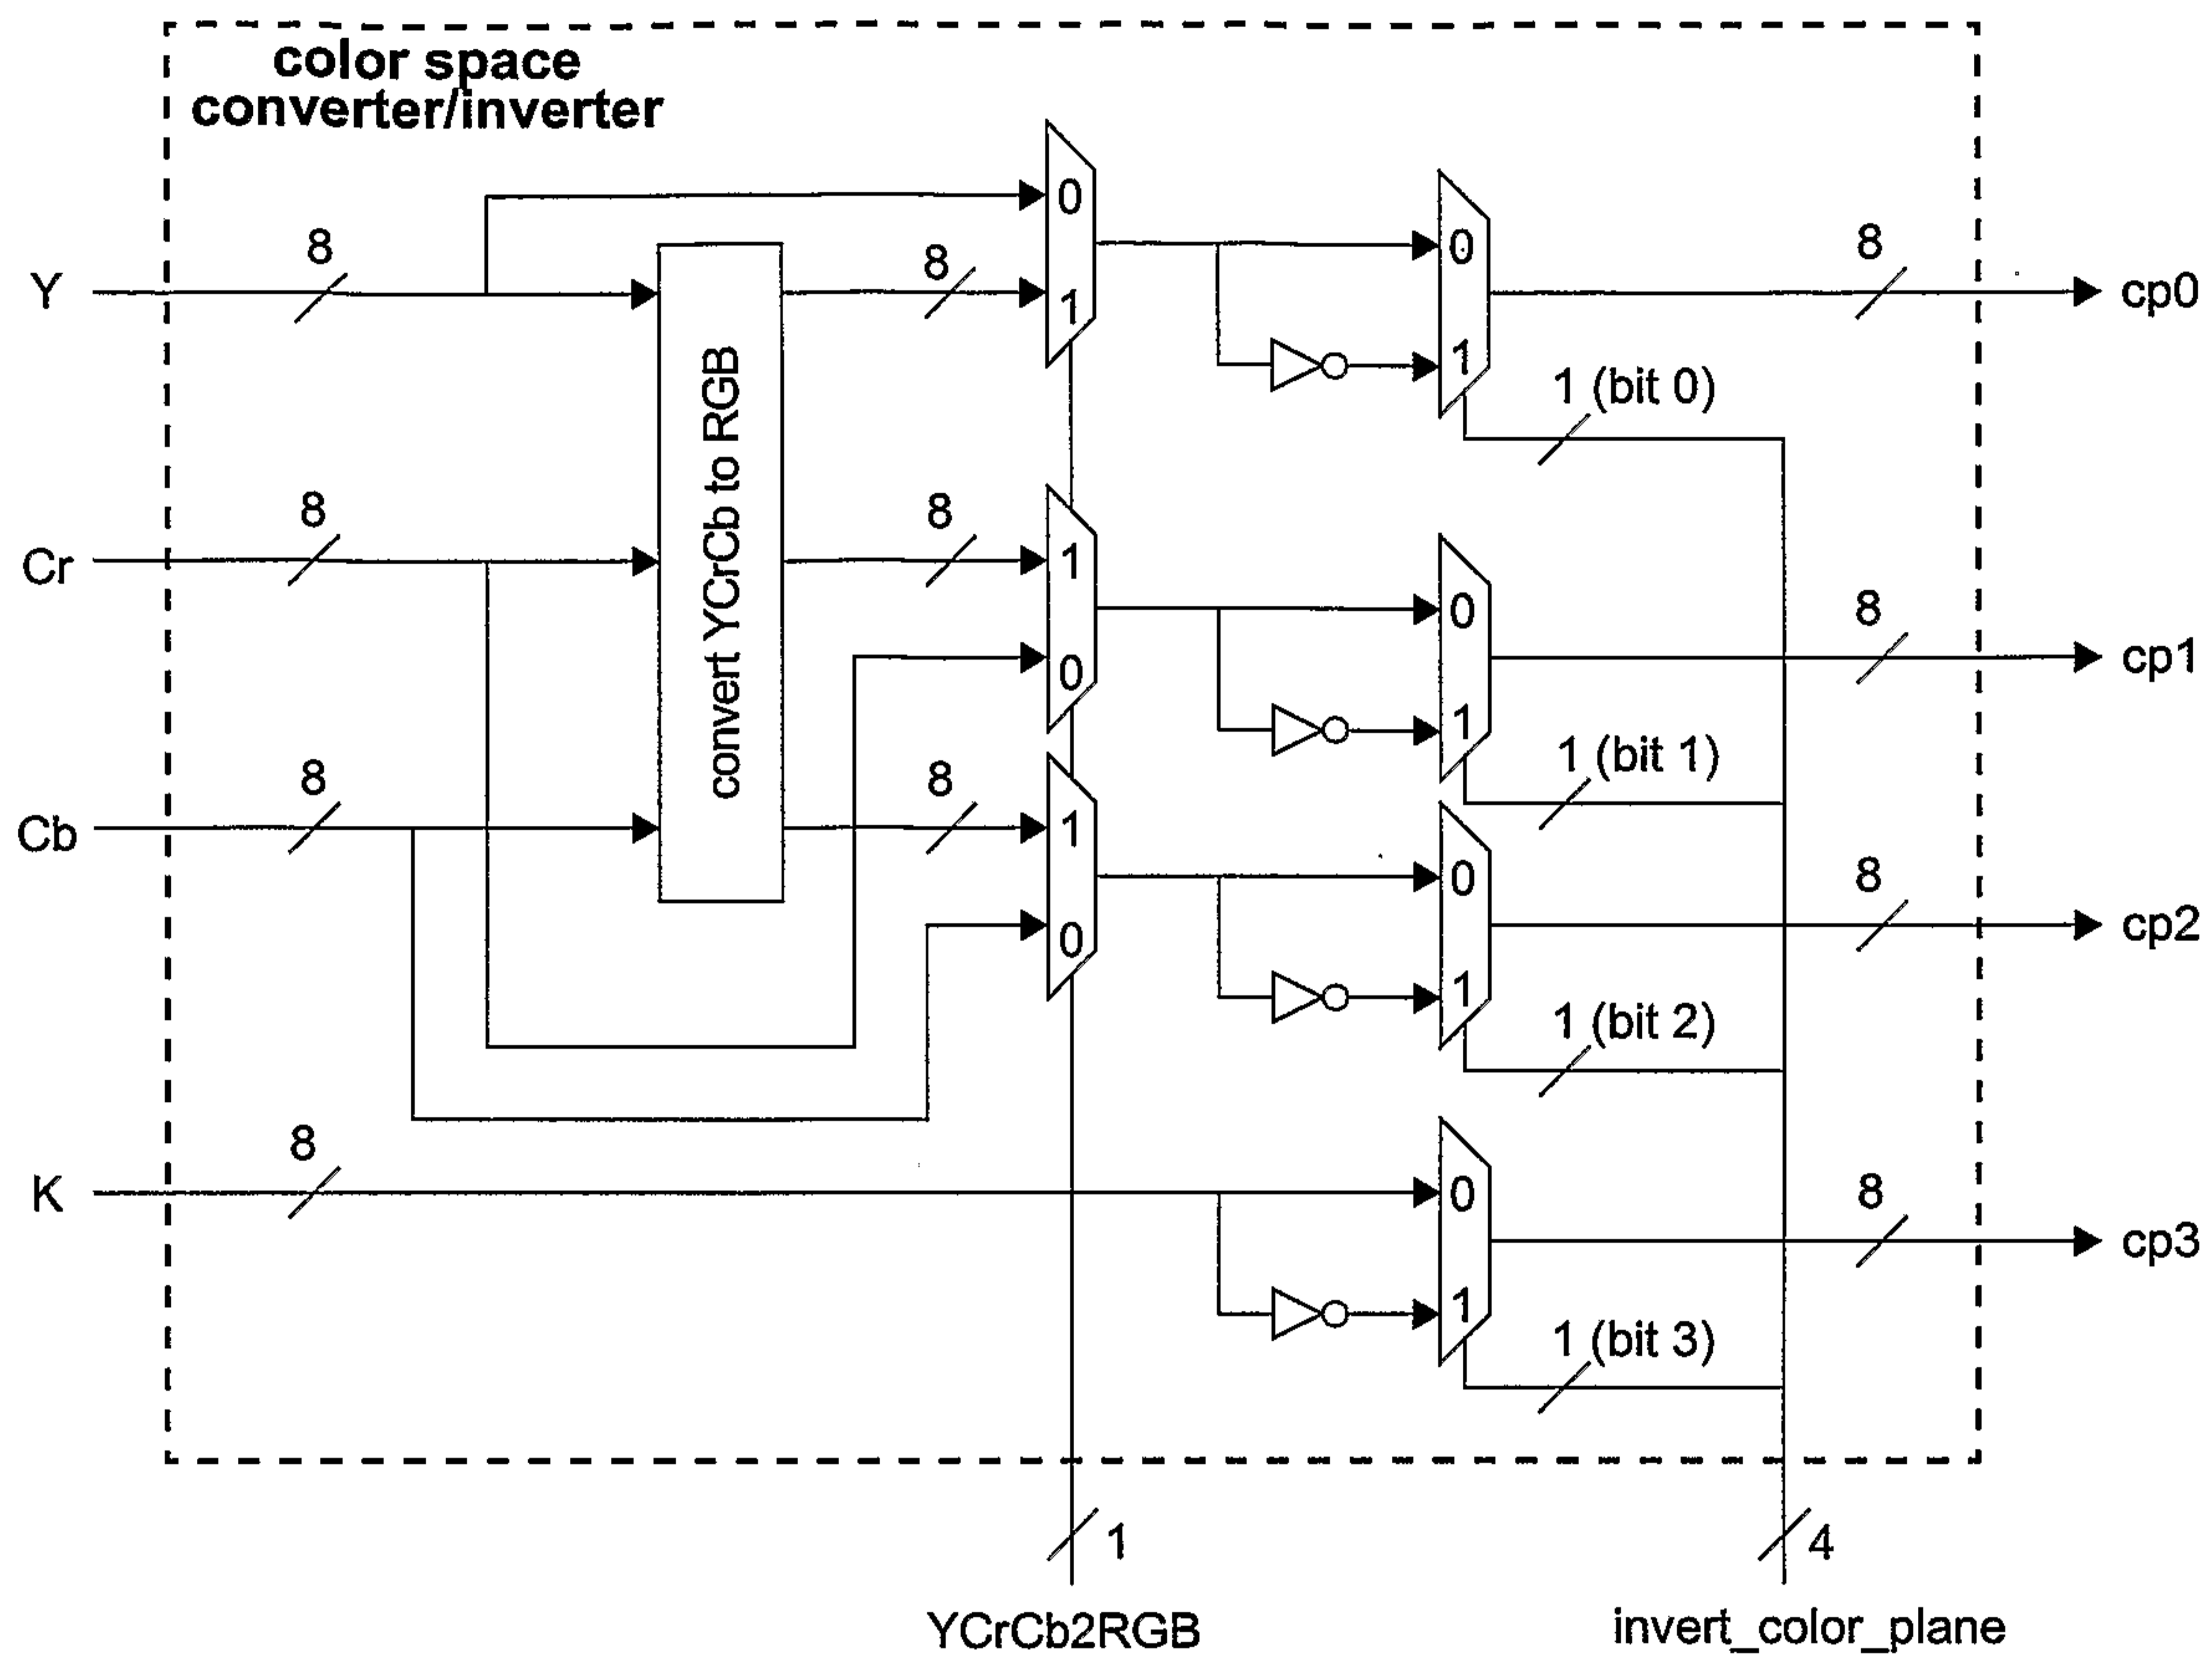 color space
converter/inverter
0
8
8
8
0
Y
1
cp0
1
1 (bit 0)
convert YCrCb to RGB
8
8
Cr
1
0
8
cp1
0
1
1 (bit 1)
8
8
Cb
1
0
8
cp2
0
1
1 (bit 2)
8
K
0
8
cp3
1
1 (bit 3)
1
4
YCrCb2RGB
invert_color_plane